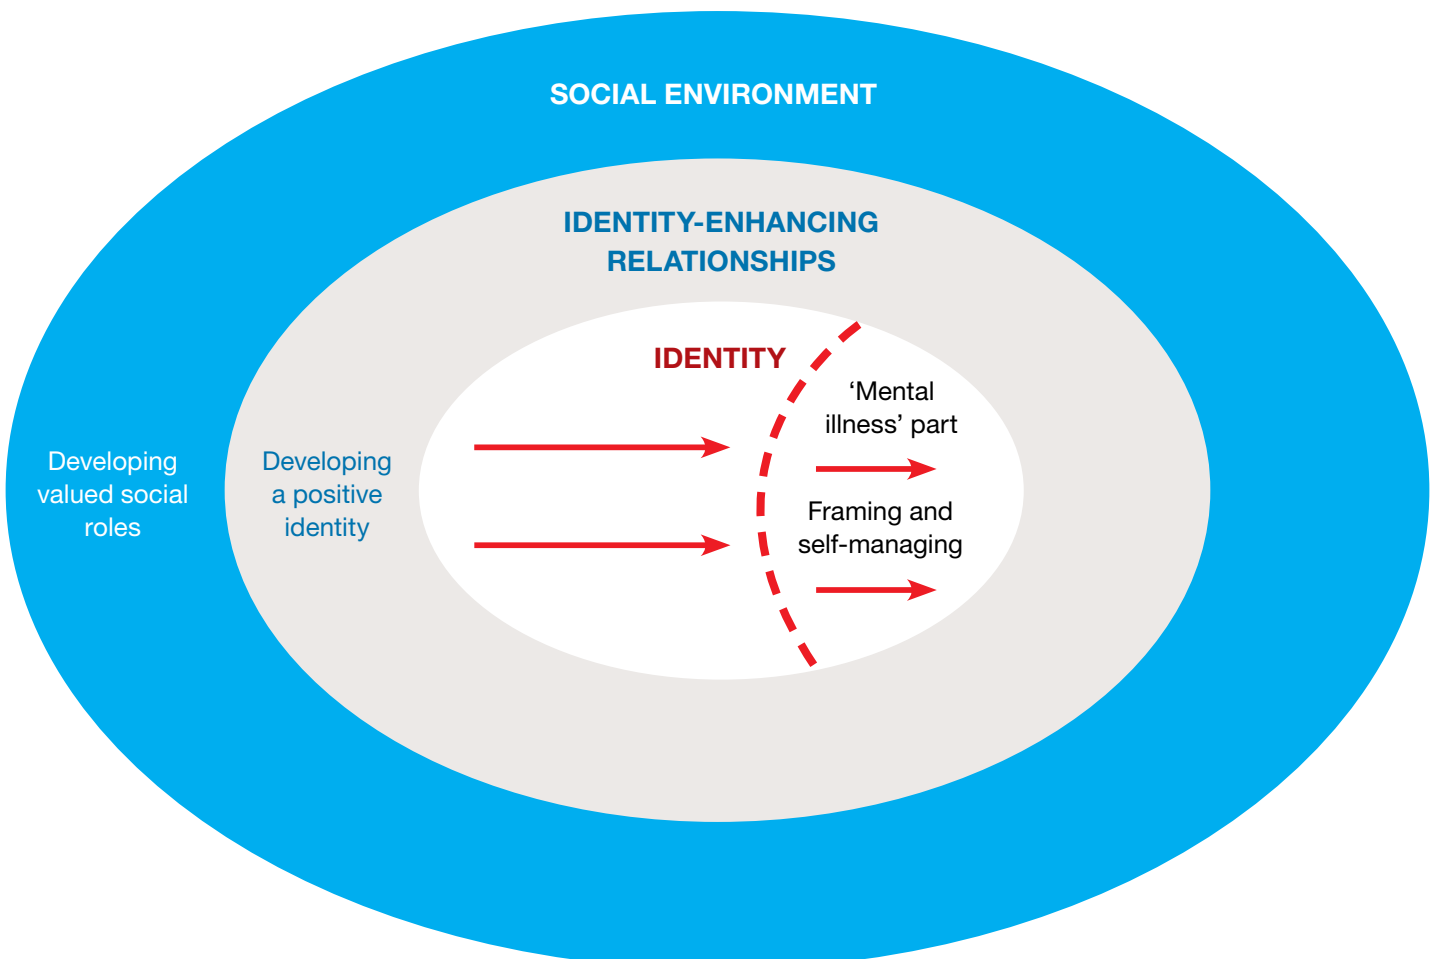 SOCIAL ENVIRONMENT
IDENTITY-ENHANCING
RELATIONSHIPS
IDENTITY
‘Mental
illness’ part
Developing
valued social
roles
Developing
a positive
identity
Framing and
self-managing